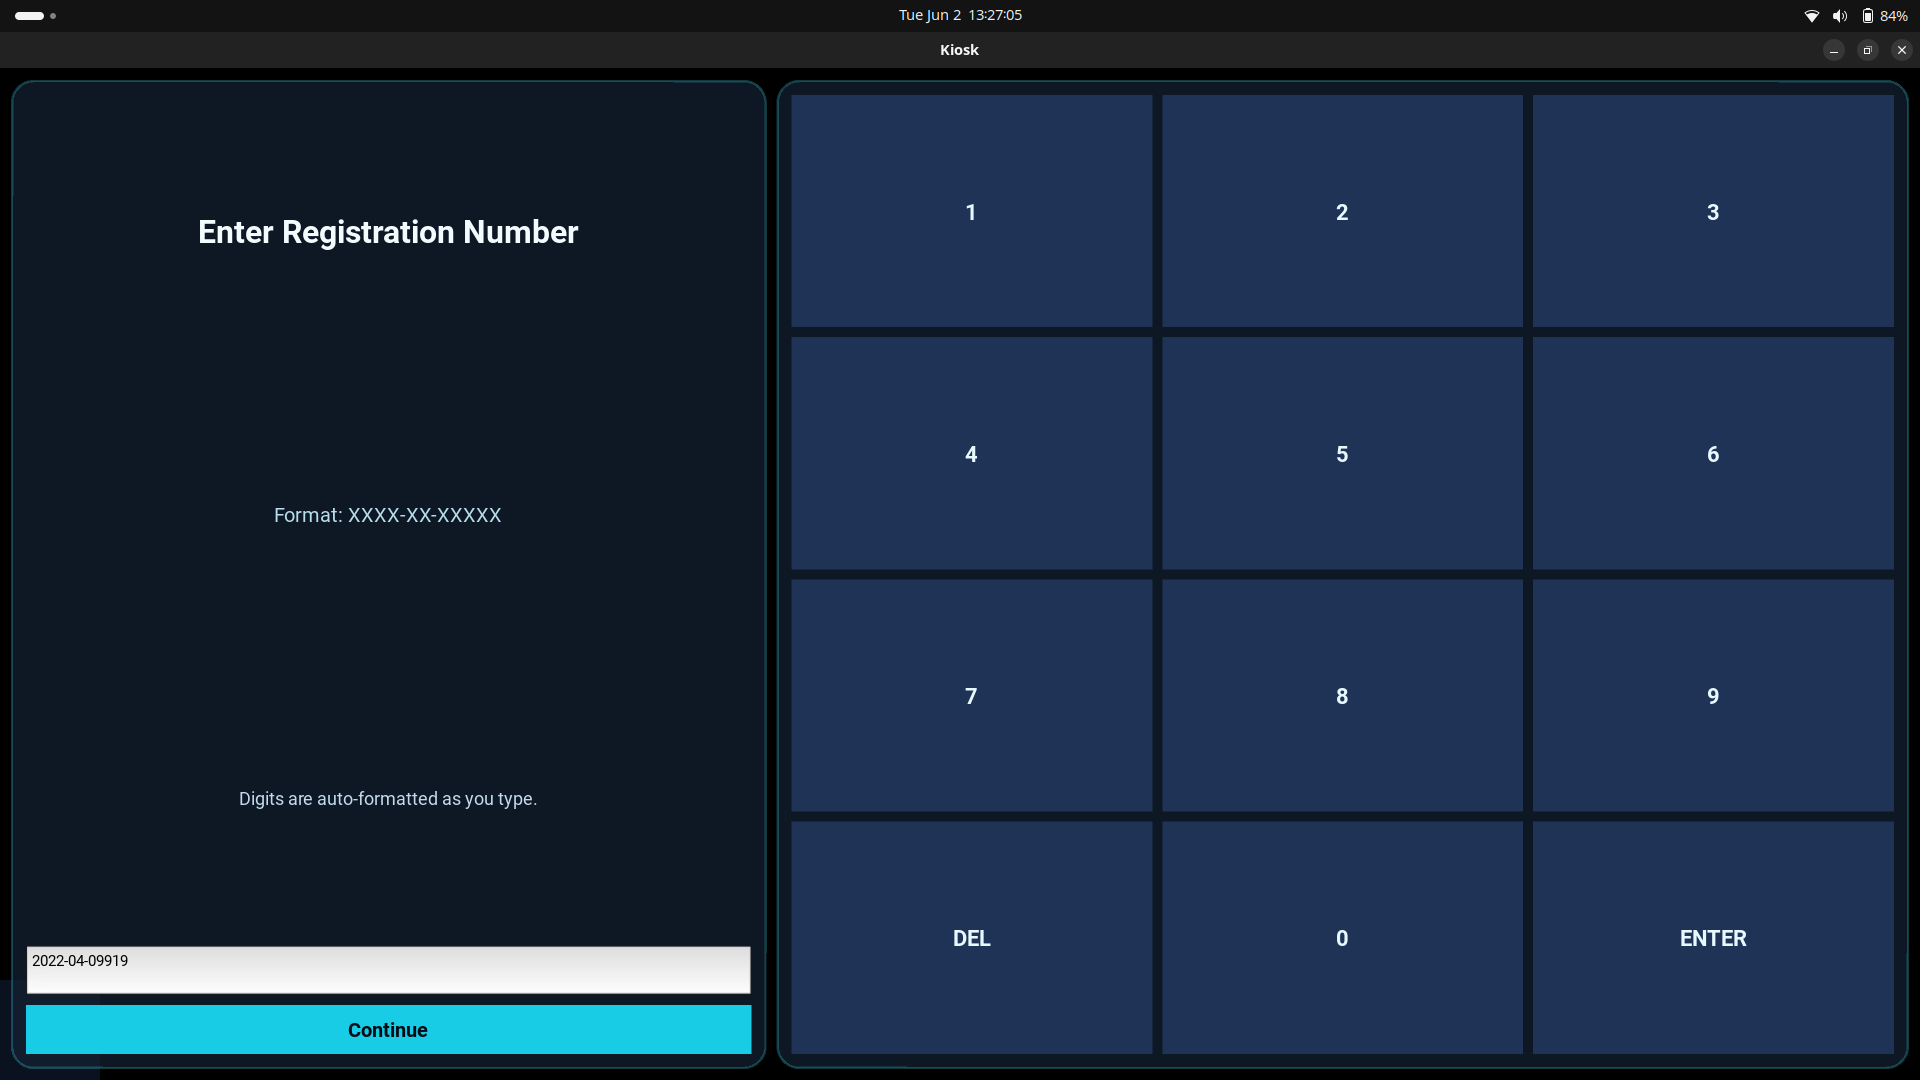 Tue Jun 2 13:27:05
84%
Kiosk
Enter Registration Number
Format: XXXX-XX-XXXXX
Digits are auto-formatted as you type.
2022-04-09919
Continue
1 2 3
4 5 6
7 8 9
DEL 0 ENTER